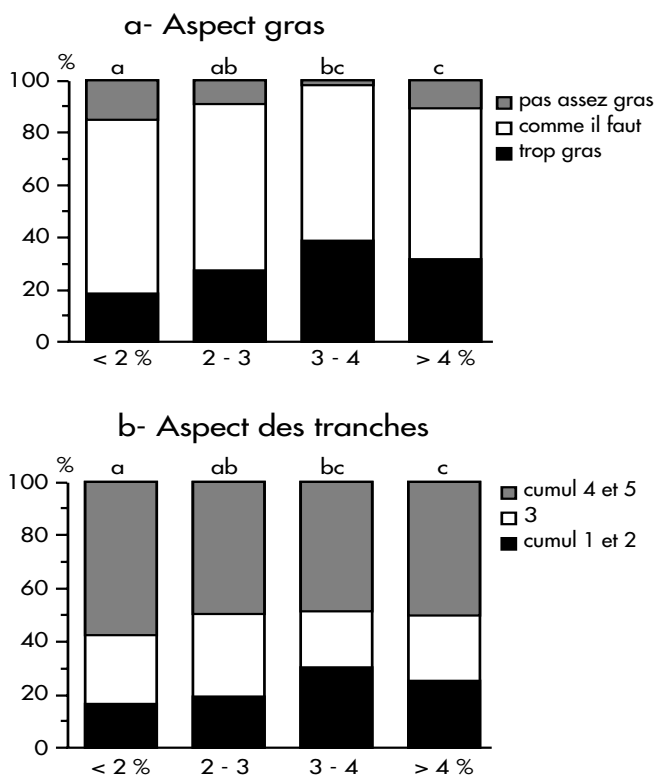 a- Aspect gras
%
a ab bc c
100
80
60
40
20
0
pas assez gras
comme il faut
trop gras
< 2 % 2 - 3 3 - 4 > 4 %
b- Aspect des tranches
%
a ab bc c
100
80
60
40
20
0
cumul 4 et 5
3
cumul 1 et 2
< 2 % 2 - 3 3 - 4 > 4 %